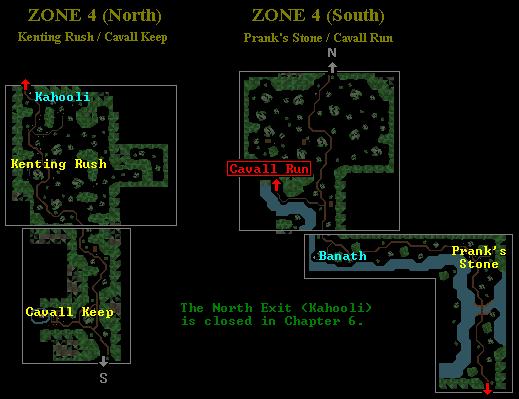 ZONE 4 (North)
Kenting Rush / Cavall Keep
Kahooli
Kenting Rush
Cavall Keep
S
ZONE 4 (South)
Prank's Stone / Cavall Run
N
Cavall Run
Banath
Prank's
Stone
The North Exit (Kahooli)
is closed in Chapter 6.